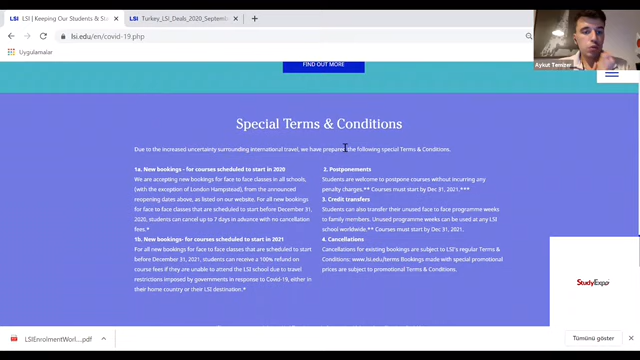 LSI | Keeping Our Students & St
Turkey_LSI_Deals_2020_Septemb
lsi.edu/en/covid-19.php
Uygulamalar
Aykut Temizer
FIND OUT MORE
Special Terms & Conditions
Due to the increased uncertainty surrounding international travel, we have prepared the following special Terms & Conditions.
1a. New bookings - for courses scheduled to start in 2020
We are accepting new bookings for face to face classes in all schools,
(with the exception of London Hampstead), from the announced
reopening dates above, as listed on our website. For all new bookings
for face to face classes that are scheduled to start before December 31,
2020, students can cancel up to 7 days in advance with no cancellation
fees.*
1b. New bookings - for courses scheduled to start in 2021
For all new bookings for face to face classes that are scheduled to start
before December 31, 2021, students can receive a 100% refund on
course fees if they are unable to attend the LSI school due to travel
restrictions imposed by governments in response to Covid-19, either in
their home country or their LSI destination.*
2. Postponements
Students are welcome to postpone courses without incurring any
penalty charges.** Courses must start by Dec 31, 2021.**
3. Credit transfers
Students can also transfer their unused face to face programme weeks
to family members. Unused programme weeks can be used at any LSI
school worldwide.** Courses must start by Dec 31, 2021.
4. Cancellations
Cancellations for existing bookings are subject to LSI's regular Terms &
Conditions: www.lsi.edu/terms Bookings made with special promotional
prices are subject to promotional Terms & Conditions.
StudyExpo
LSIEnrolmentWorl....pdf
Tümünü göster